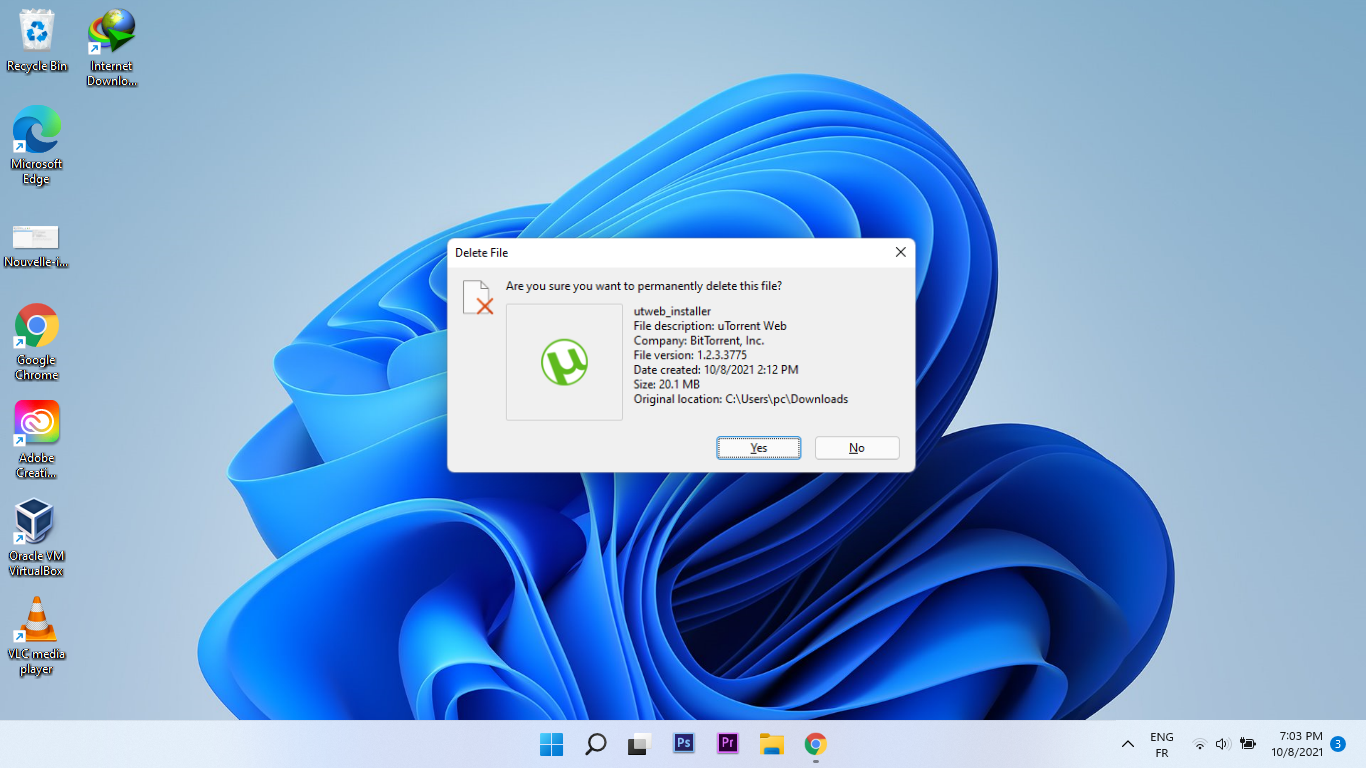 Recycle Bin
Internet
Downlo...
Microsoft
Edge
Nouvelle-i...
Google
Chrome
Adobe
Creati...
Oracle VM
VirtualBox
VLC media
player
Delete File
Are you sure you want to permanently delete this file?
utweb_installer
File description: uTorrent Web
Company: BitTorrent, Inc.
File version: 1.2.3.3775
Date created: 10/8/2021 2:12 PM
Size: 20.1 MB
Original location: C:\Users\pc\Downloads
µ
Yes
No
Ps
Pr
ENG
FR
7:03 PM
10/8/2021
3